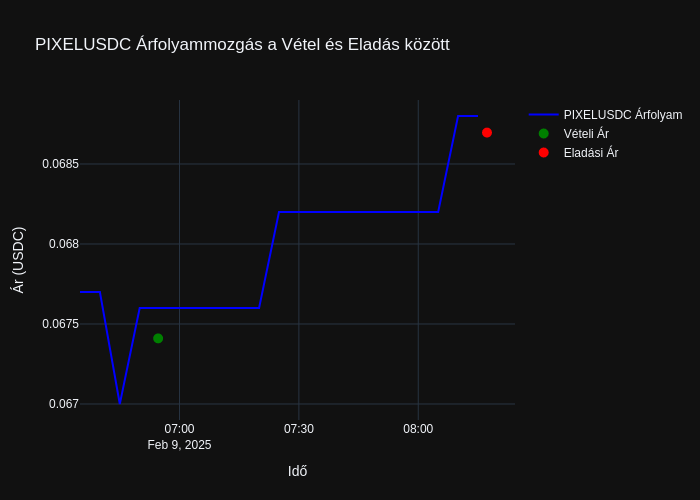 PIXELUSDC Árfolyammozgás a Vétel és Eladás között
PIXELUSDC Árfolyam
Vételi Ár
Eladási Ár
Ár (USDC)
0.0685
0.068
0.0675
0.067
07:00
07:30
08:00
Feb 9, 2025
Idő